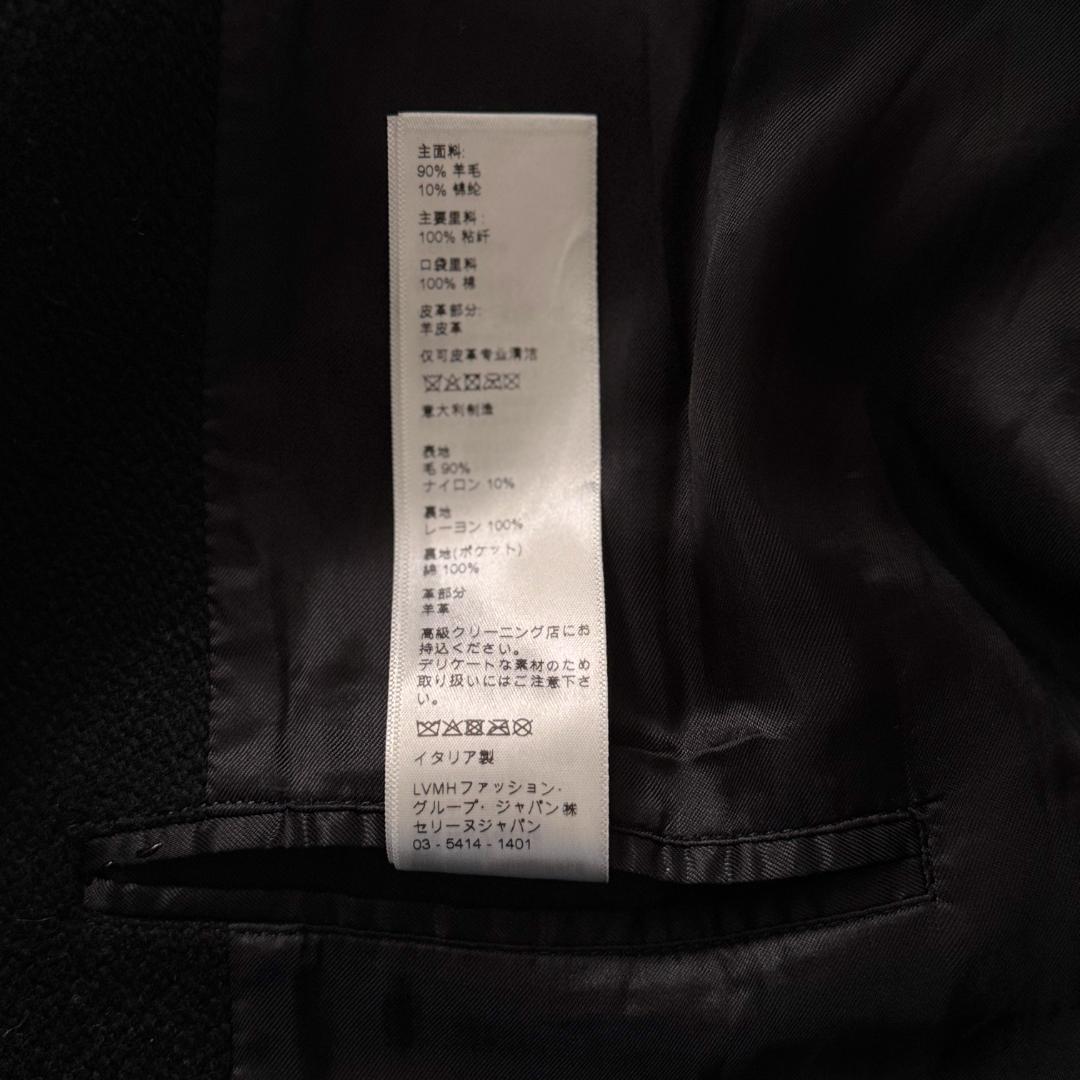 主面料:
90% 羊毛
10% 锦纶
主要里料:
100% 粘纤
口袋里料
100% 棉
皮革部分:
羊皮革
仅可皮革专业清洁
意大利制造
表地
毛 90%
ナイロン 10%
裏地
レーヨン 100%
裏地(ポケット)
綿 100%
革部分
羊革
高級クリーニング店にお
持込ください。
デリケートな素材のため
取り扱いにはご注意下さ
い。
イタリア製
LVMHファッション・
グループ・ジャパン㈱
セリーヌジャパン
03 - 5414 - 1401